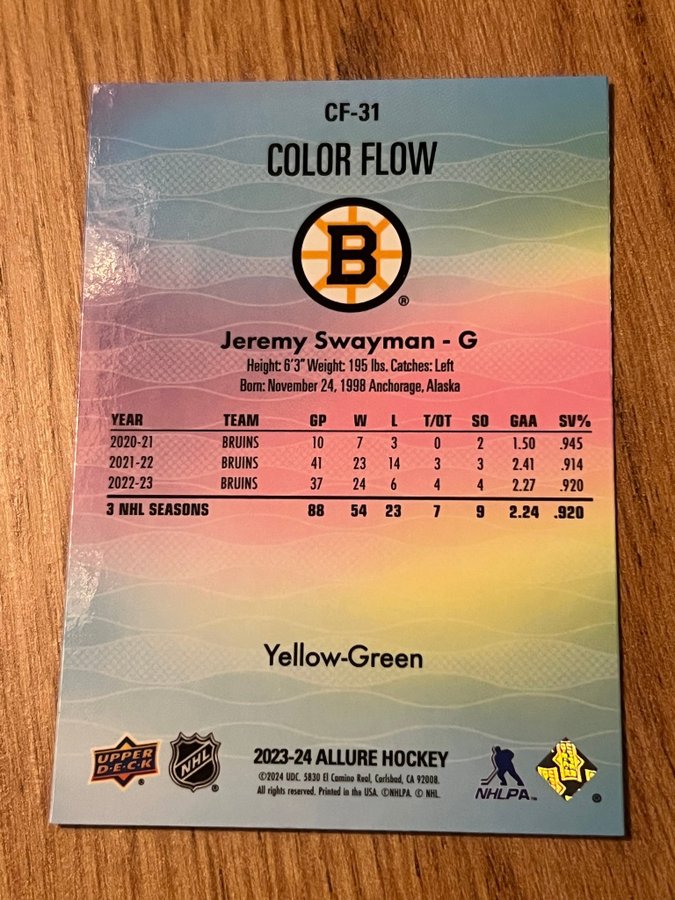 CF-31
COLOR FLOW
B
®
Jeremy Swayman - G
Height: 6'3" Weight: 195 lbs. Catches: Left
Born: November 24, 1998 Anchorage, Alaska
YEAR TEAM GP W L T/OT SO GAA SV%
2020-21 BRUINS 10 7 3 0 2 1.50 .945
2021-22 BRUINS 41 23 14 3 3 2.41 .914
2022-23 BRUINS 37 24 6 4 4 2.27 .920
3 NHL SEASONS 88 54 23 7 9 2.24 .920
Yellow-Green
UPPER DECK ®
NHL ®
2023-24 ALLURE HOCKEY
©2024 UDC. 5830 El Camino Real, Carlsbad, CA 92008.
All rights reserved. Printed in the USA. ©NHLPA. © NHL.
NHLPA™
®